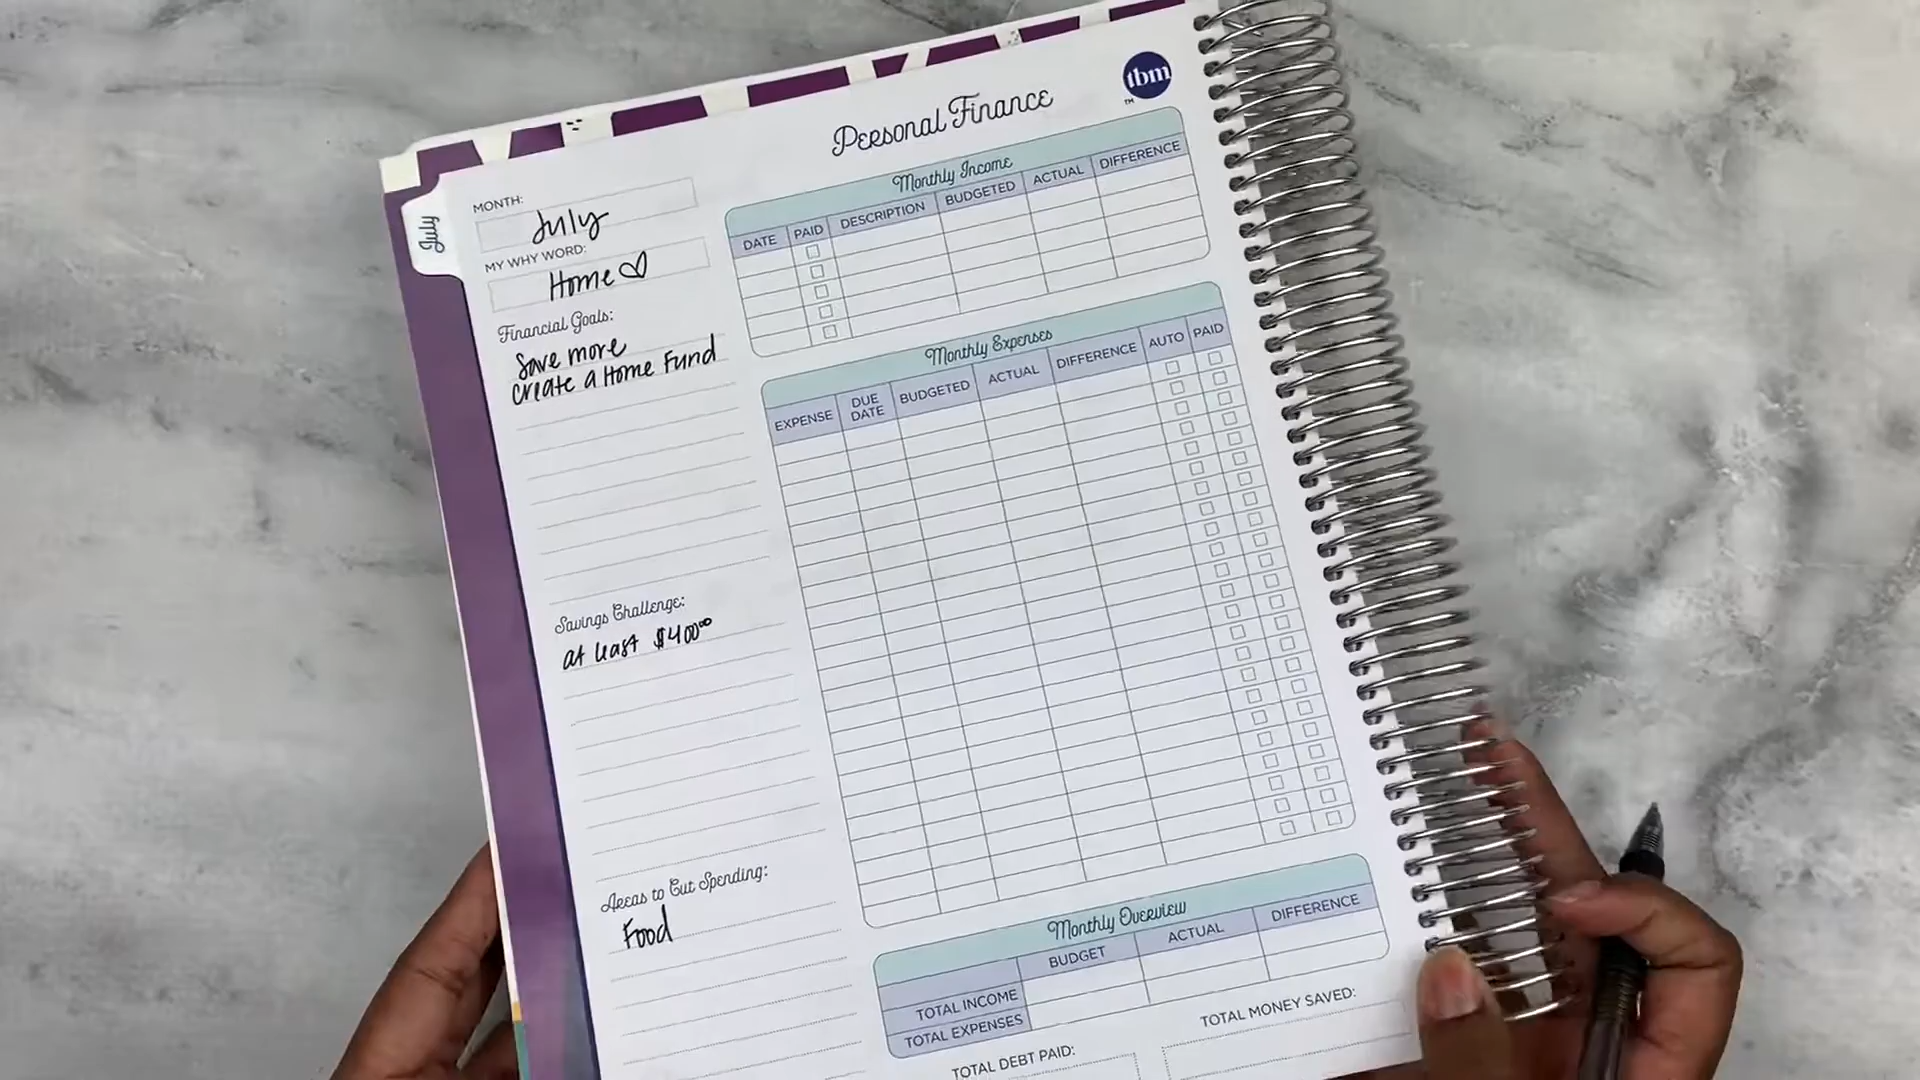 Personal Finance
tbm
TM
July
MONTH:
July
MY WHY WORD:
Home ♡
Financial Goals:
Save more
Create a Home Fund
Savings Challenge:
at least $400⁰⁰
Areas to Cut Spending:
Food
Monthly Income
DATE PAID DESCRIPTION BUDGETED ACTUAL DIFFERENCE
Monthly Expenses
EXPENSE DUE DATE BUDGETED ACTUAL DIFFERENCE AUTO PAID
Monthly Overview
BUDGET ACTUAL DIFFERENCE
TOTAL INCOME
TOTAL EXPENSES
TOTAL DEBT PAID:
TOTAL MONEY SAVED: